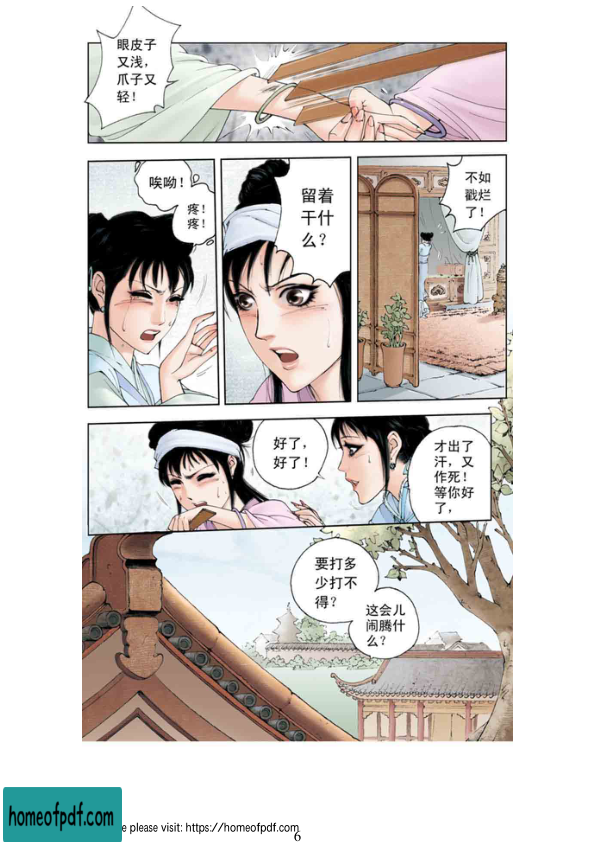 眼皮子
又浅，
爪子又
轻！
不如
戳烂
了！
留着
干什
么？
唉呦！
疼！
疼！
才出了
汗，又
作死！
等你好
了，
好了，
好了！
要打多
少打不
得？
这会儿
闹腾什
么？
homeofpdf.com
e please visit: https://homeofpdf.com
6